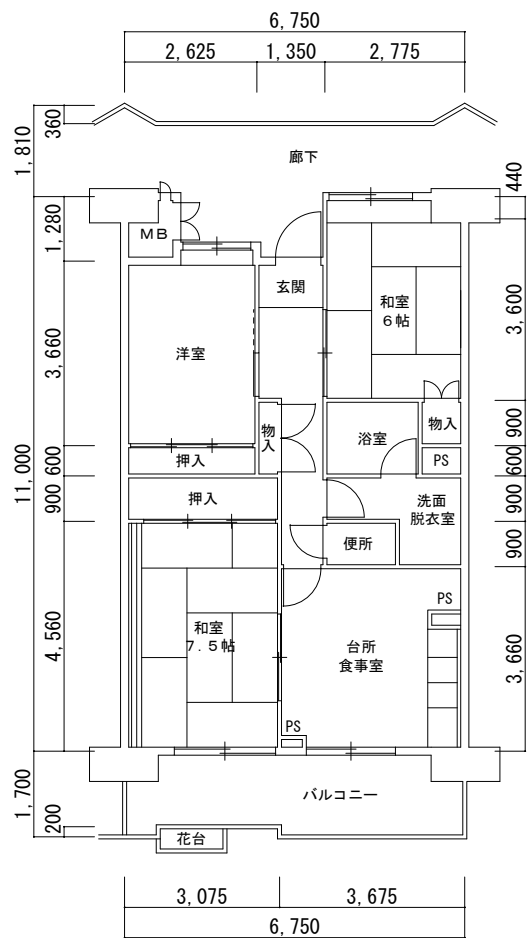 6,750
2,625
1,350
2,775
360
1,810
廊下
440
1,280
MB
玄関
和室
6帖
3,600
3,660
洋室
11,000
物入
浴室
物入
900
600
押入
PS
600
900
押入
洗面
脱衣室
900
便所
900
PS
4,560
和室
7.5帖
台所
食事室
3,660
PS
1,700
バルコニー
200
花台
3,075
3,675
6,750